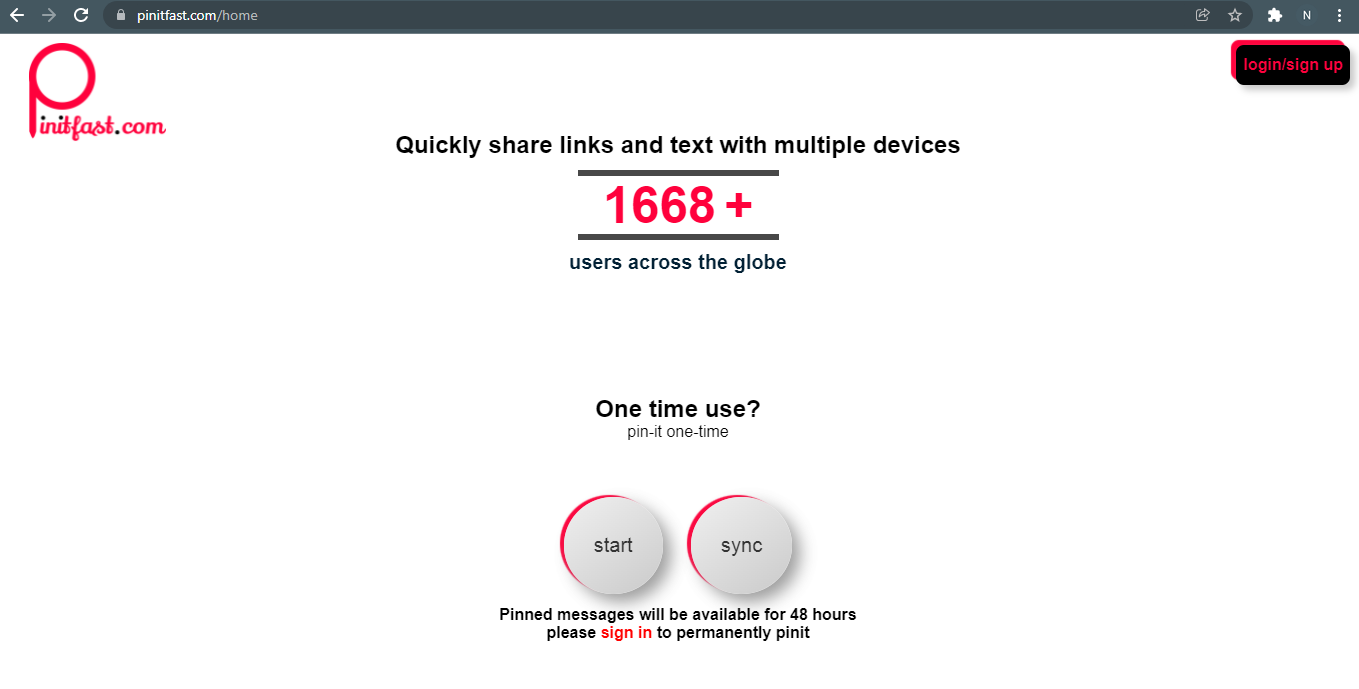 pinitfast.com/home
N
Pinitfast.com
login/sign up
Quickly share links and text with multiple devices
1668 +
users across the globe
One time use?
pin-it one-time
start
sync
Pinned messages will be available for 48 hours
please sign in to permanently pinit